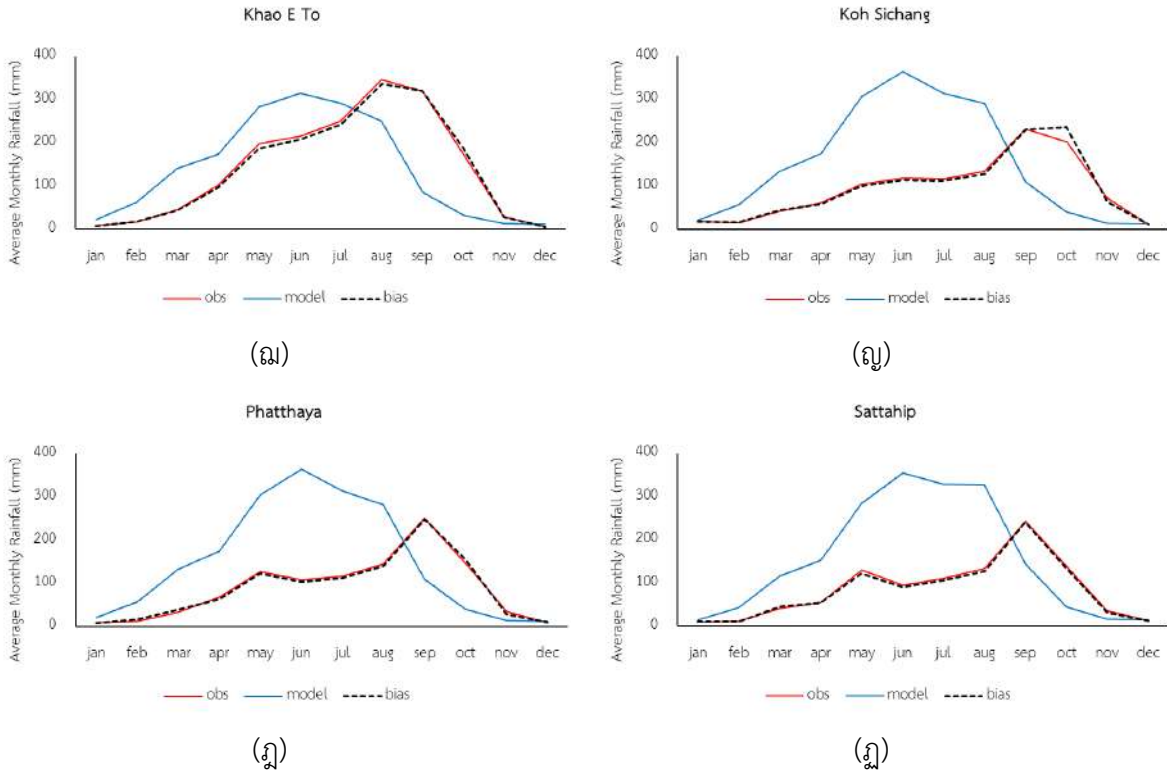 Khao E To
Average Monthly Rainfall (mm)
400
300
200
100
0
jan feb mar apr may jun jul aug sep oct nov dec
obs model bias
(ฌ)
Koh Sichang
Average Monthly Rainfall (mm)
400
300
200
100
0
jan feb mar apr may jun jul aug sep oct nov dec
obs model bias
(ญ)
Phatthaya
Average Monthly Rainfall (mm)
400
300
200
100
0
jan feb mar apr may jun jul aug sep oct nov dec
obs model bias
(ฎ)
Sattahip
Average Monthly Rainfall (mm)
400
300
200
100
0
jan feb mar apr may jun jul aug sep oct nov dec
obs model bias
(ฏ)